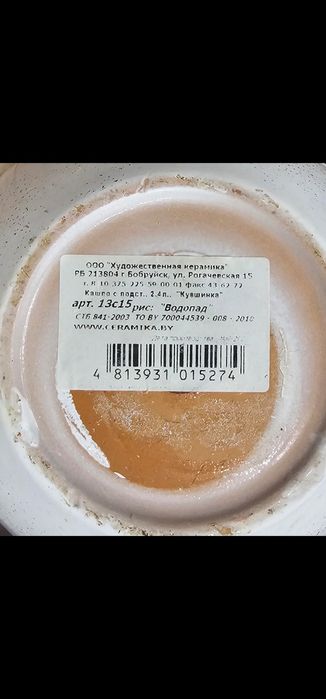 ООО "Художественная керамика"
РБ 213804 г Бобруйск, ул. Рогачевская 15
т. 8 10 375 225 59 00 01 факс 43 62 72
Кашпо с подст., 2,4л., "Кувшинка"
арт. 13с15 рис: "Водопад"
СТБ 841-2003 ТО BY 700044539 - 008 - 2010
WWW.CERAMIKA.BY
4 813931 015274